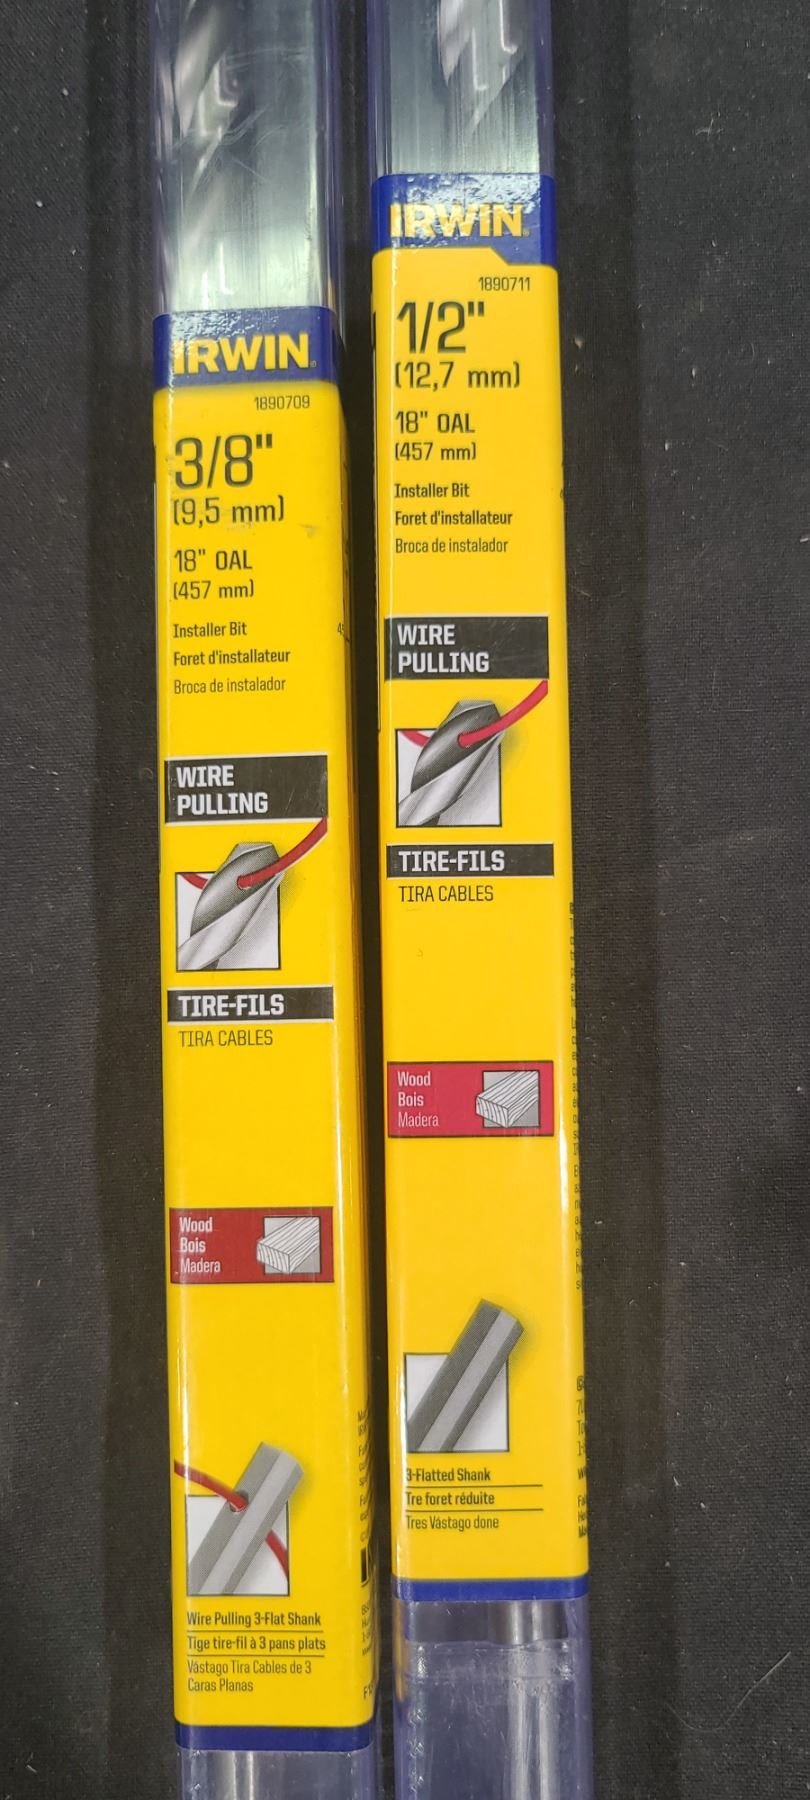 IRWIN
1890709
3/8"
(9,5 mm)
18" OAL
(457 mm)
Installer Bit
Foret d'installateur
Broca de instalador
WIRE
PULLING
TIRE-FILS
TIRA CABLES
Wood
Bois
Madera
Wire Pulling 3-Flat Shank
Tige tire-fil à 3 pans plats
Vástago Tira Cables de 3
Caras Planas
IRWIN
1890711
1/2"
(12,7 mm)
18" OAL
(457 mm)
Installer Bit
Foret d'installateur
Broca de instalador
WIRE
PULLING
TIRE-FILS
TIRA CABLES
Wood
Bois
Madera
3-Flatted Shank
Tre foret réduite
Tres Vástago done